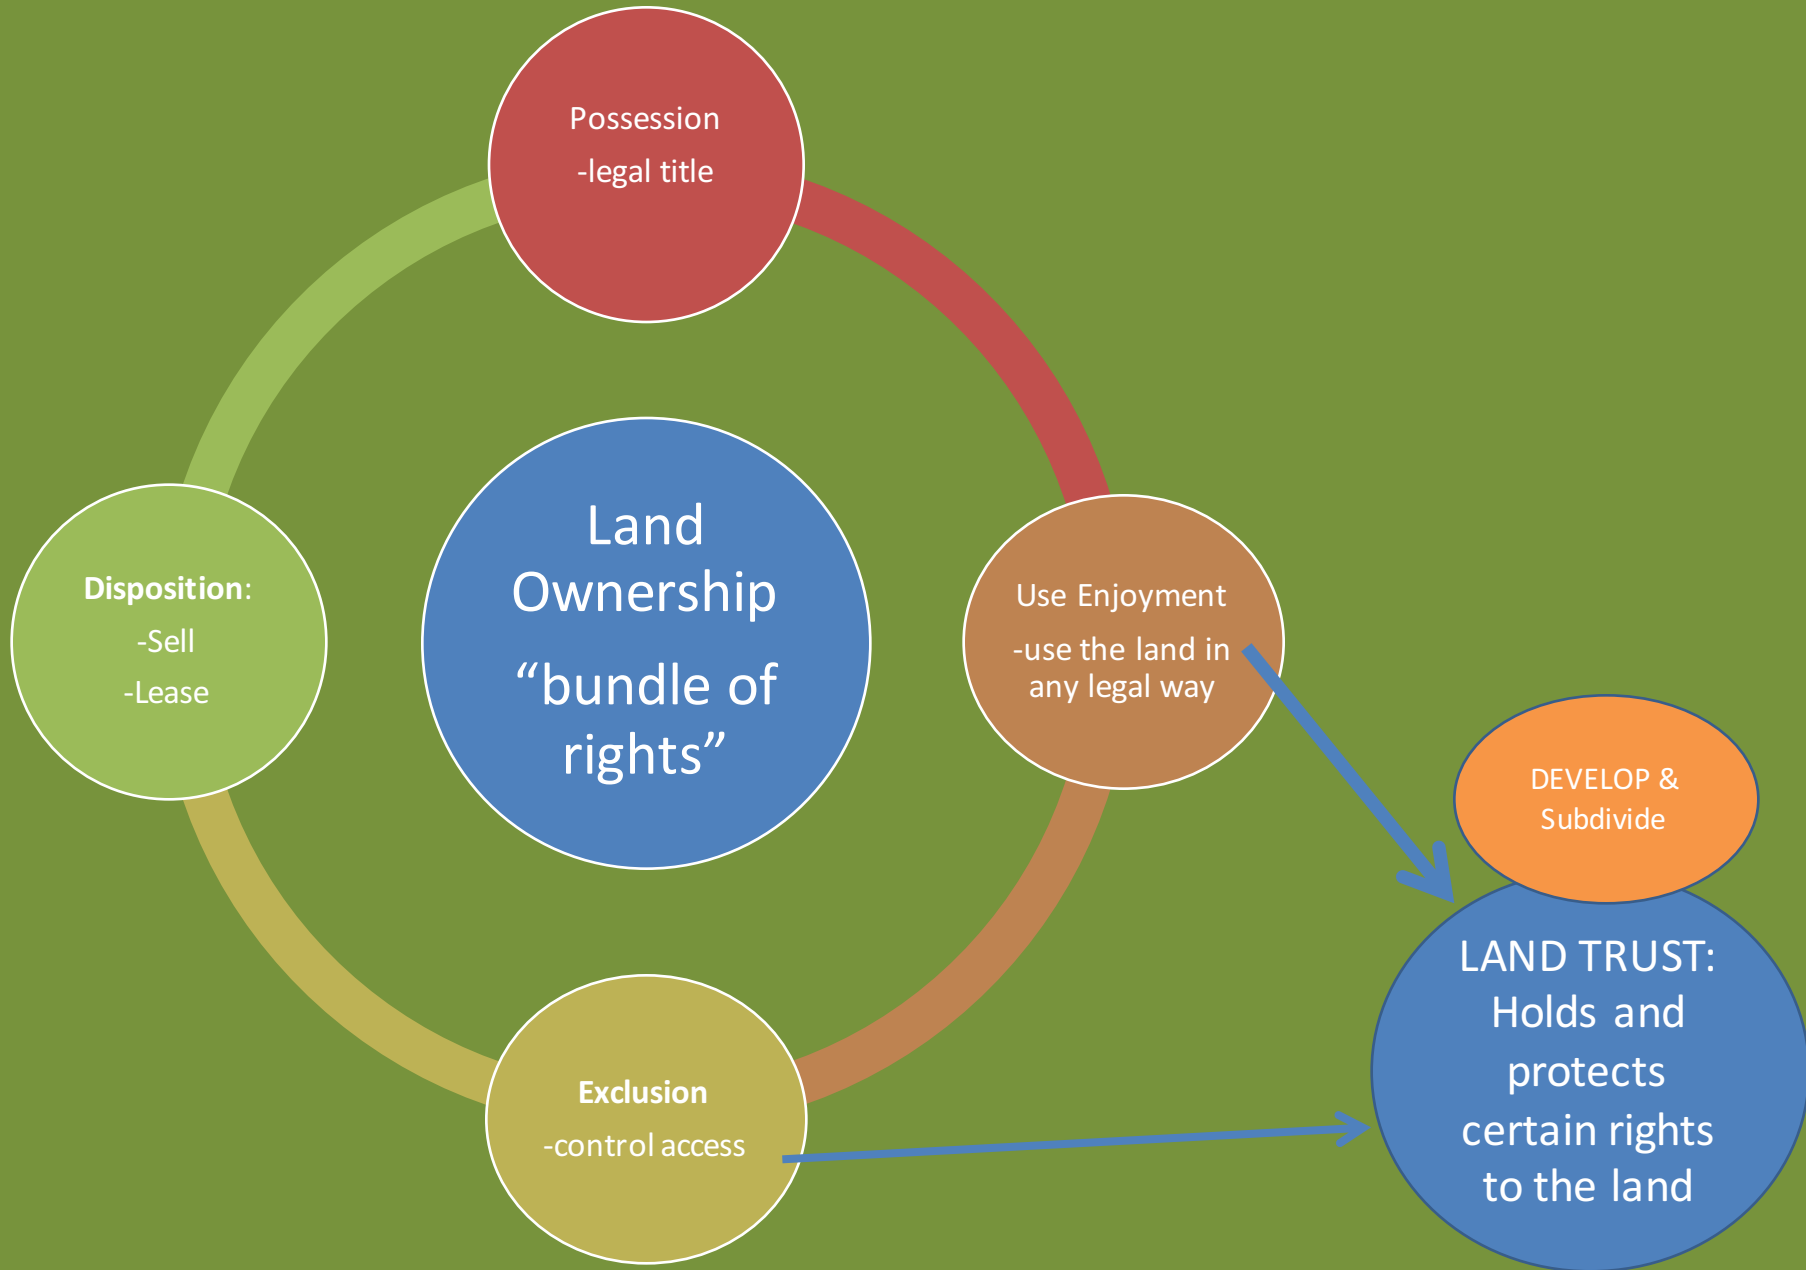 Possession
-legal title
Land
Ownership
“bundle of
rights”
Disposition:
-Sell
-Lease
Use Enjoyment
-use the land in
any legal way
Exclusion
-control access
DEVELOP &
Subdivide
LAND TRUST:
Holds and
protects
certain rights
to the land